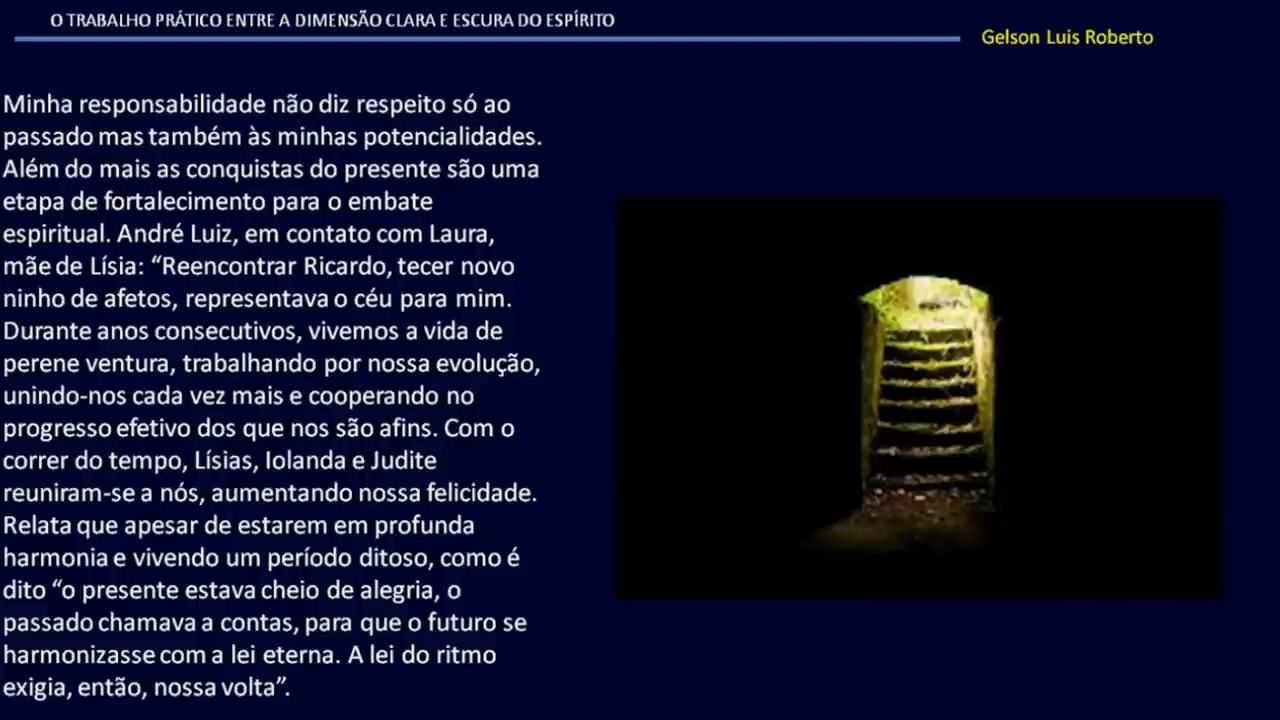 O TRABALHO PRÁTICO ENTRE A DIMENSÃO CLARA E ESCURA DO ESPÍRITO
Gelson Luis Roberto
Minha responsabilidade não diz respeito só ao
passado mas também às minhas potencialidades.
Além do mais as conquistas do presente são uma
etapa de fortalecimento para o embate
espiritual. André Luiz, em contato com Laura,
mãe de Lísia: “Reencontrar Ricardo, tecer novo
ninho de afetos, representava o céu para mim.
Durante anos consecutivos, vivemos a vida de
perene ventura, trabalhando por nossa evolução,
unindo-nos cada vez mais e cooperando no
progresso efetivo dos que nos são afins. Com o
correr do tempo, Lísias, Iolanda e Judite
reuniram-se a nós, aumentando nossa felicidade.
Relata que apesar de estarem em profunda
harmonia e vivendo um período ditoso, como é
dito “o presente estava cheio de alegria, o
passado chamava a contas, para que o futuro se
harmonizasse com a lei eterna. A lei do ritmo
exigia, então, nossa volta”.